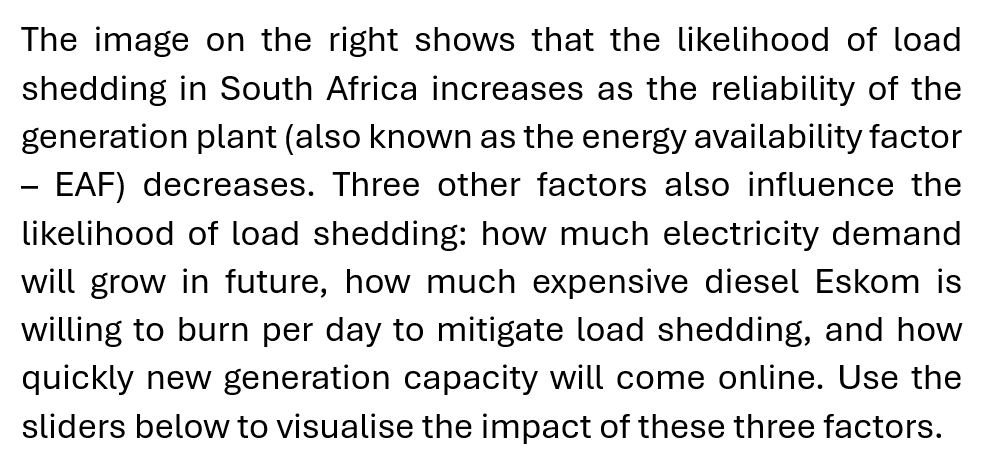 The image on the right shows that the likelihood of load
shedding in South Africa increases as the reliability of the
generation plant (also known as the energy availability factor
– EAF) decreases. Three other factors also influence the
likelihood of load shedding: how much electricity demand
will grow in future, how much expensive diesel Eskom is
willing to burn per day to mitigate load shedding, and how
quickly new generation capacity will come online. Use the
sliders below to visualise the impact of these three factors.